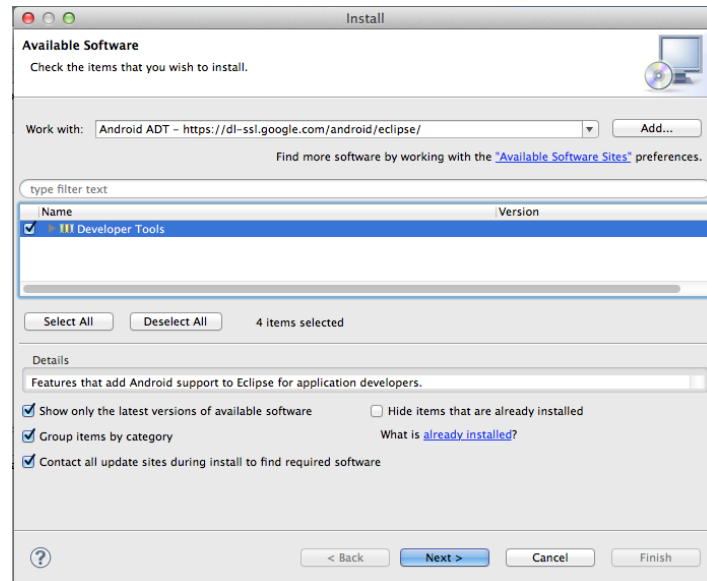 Install
Available Software
Check the items that you wish to install.
Work with: Android ADT - https://dl-ssl.google.com/android/eclipse/ Add...
Find more software by working with the "Available Software Sites" preferences.
type filter text
Name Version
Developer Tools
Select All Deselect All 4 items selected
Details
Features that add Android support to Eclipse for application developers.
Show only the latest versions of available software Hide items that are already installed
Group items by category What is already installed?
Contact all update sites during install to find required software
? < Back Next > Cancel Finish